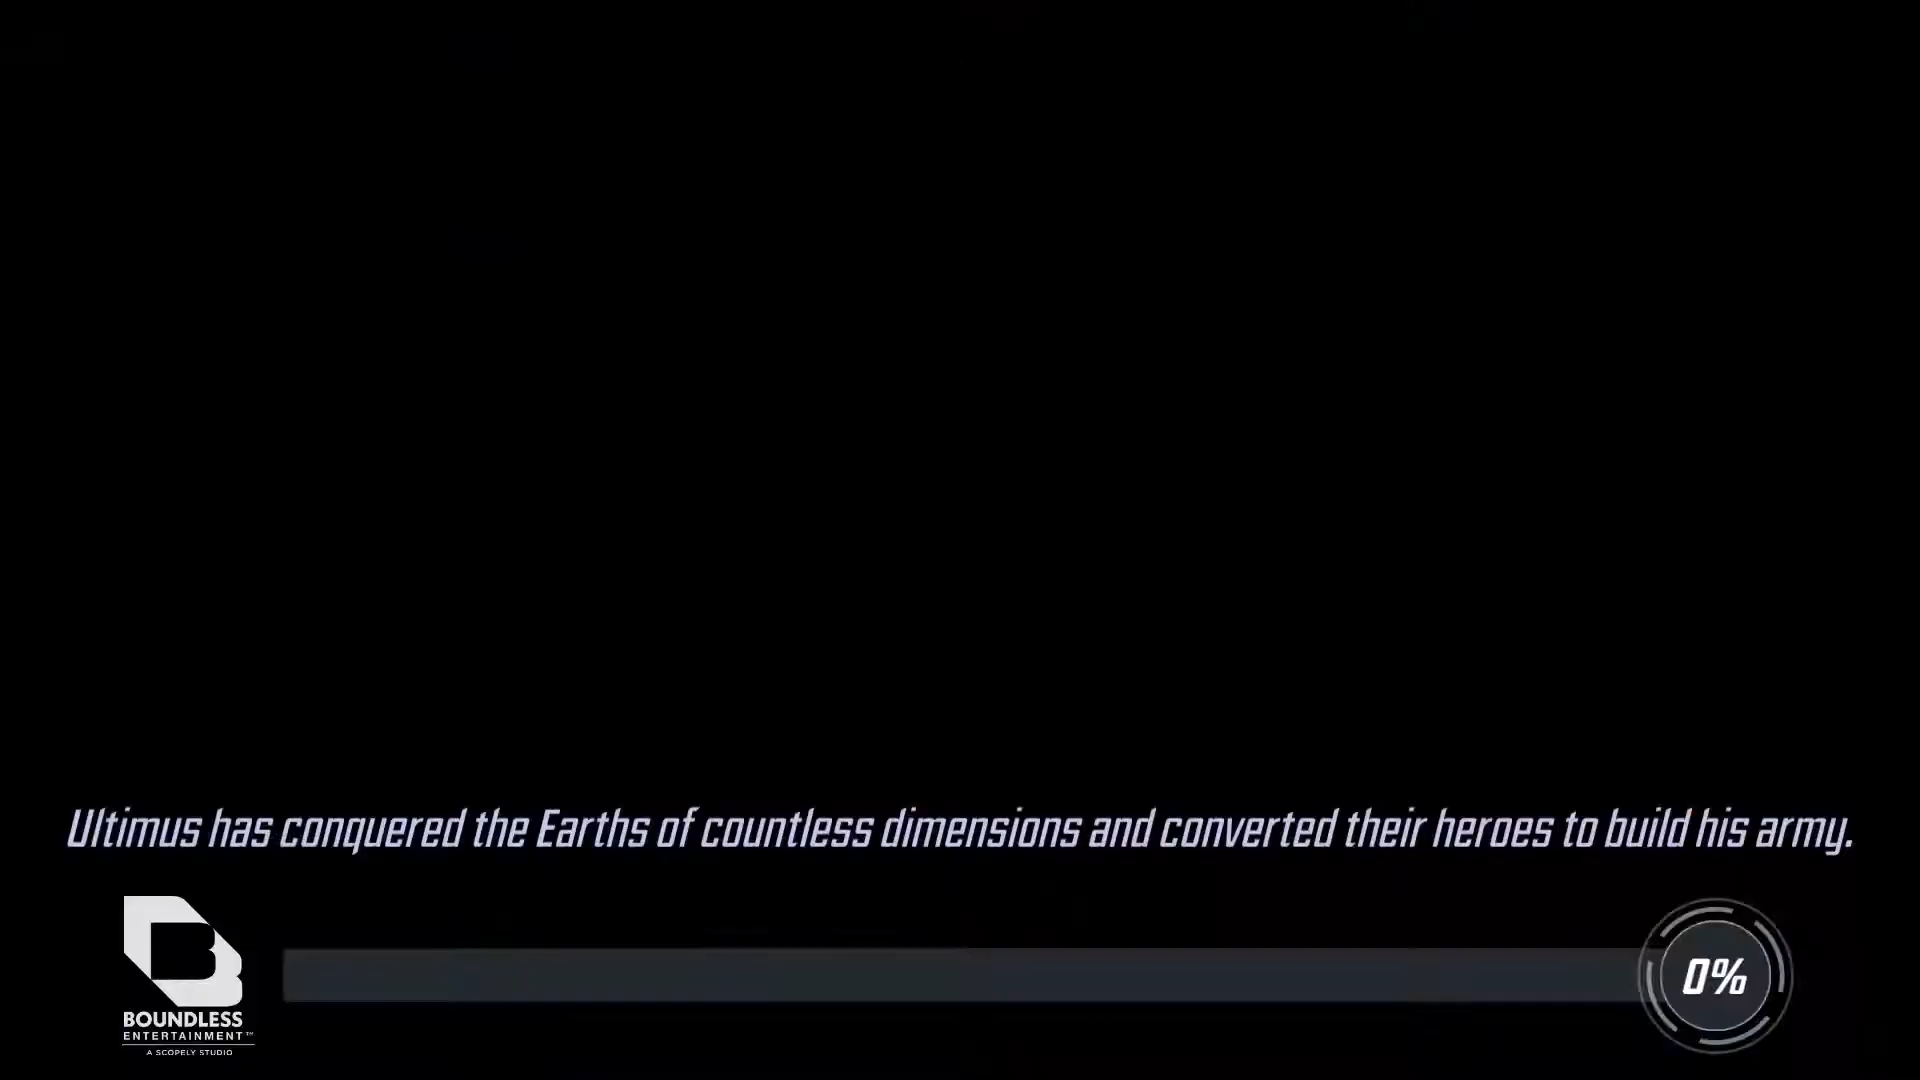 Ultimus has conquered the Earths of countless dimensions and converted their heroes to build his army.
0%
BOUNDLESS
ENTERTAINMENT™
A SCOPELY STUDIO